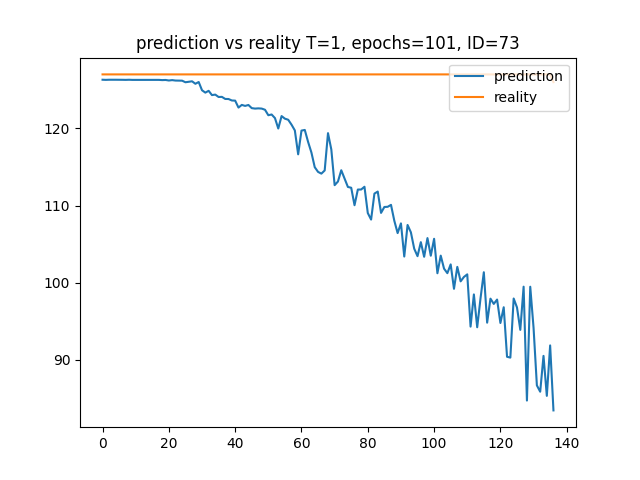 prediction vs reality T=1, epochs=101, ID=73
prediction
reality
120
110
100
90
0 20 40 60 80 100 120 140